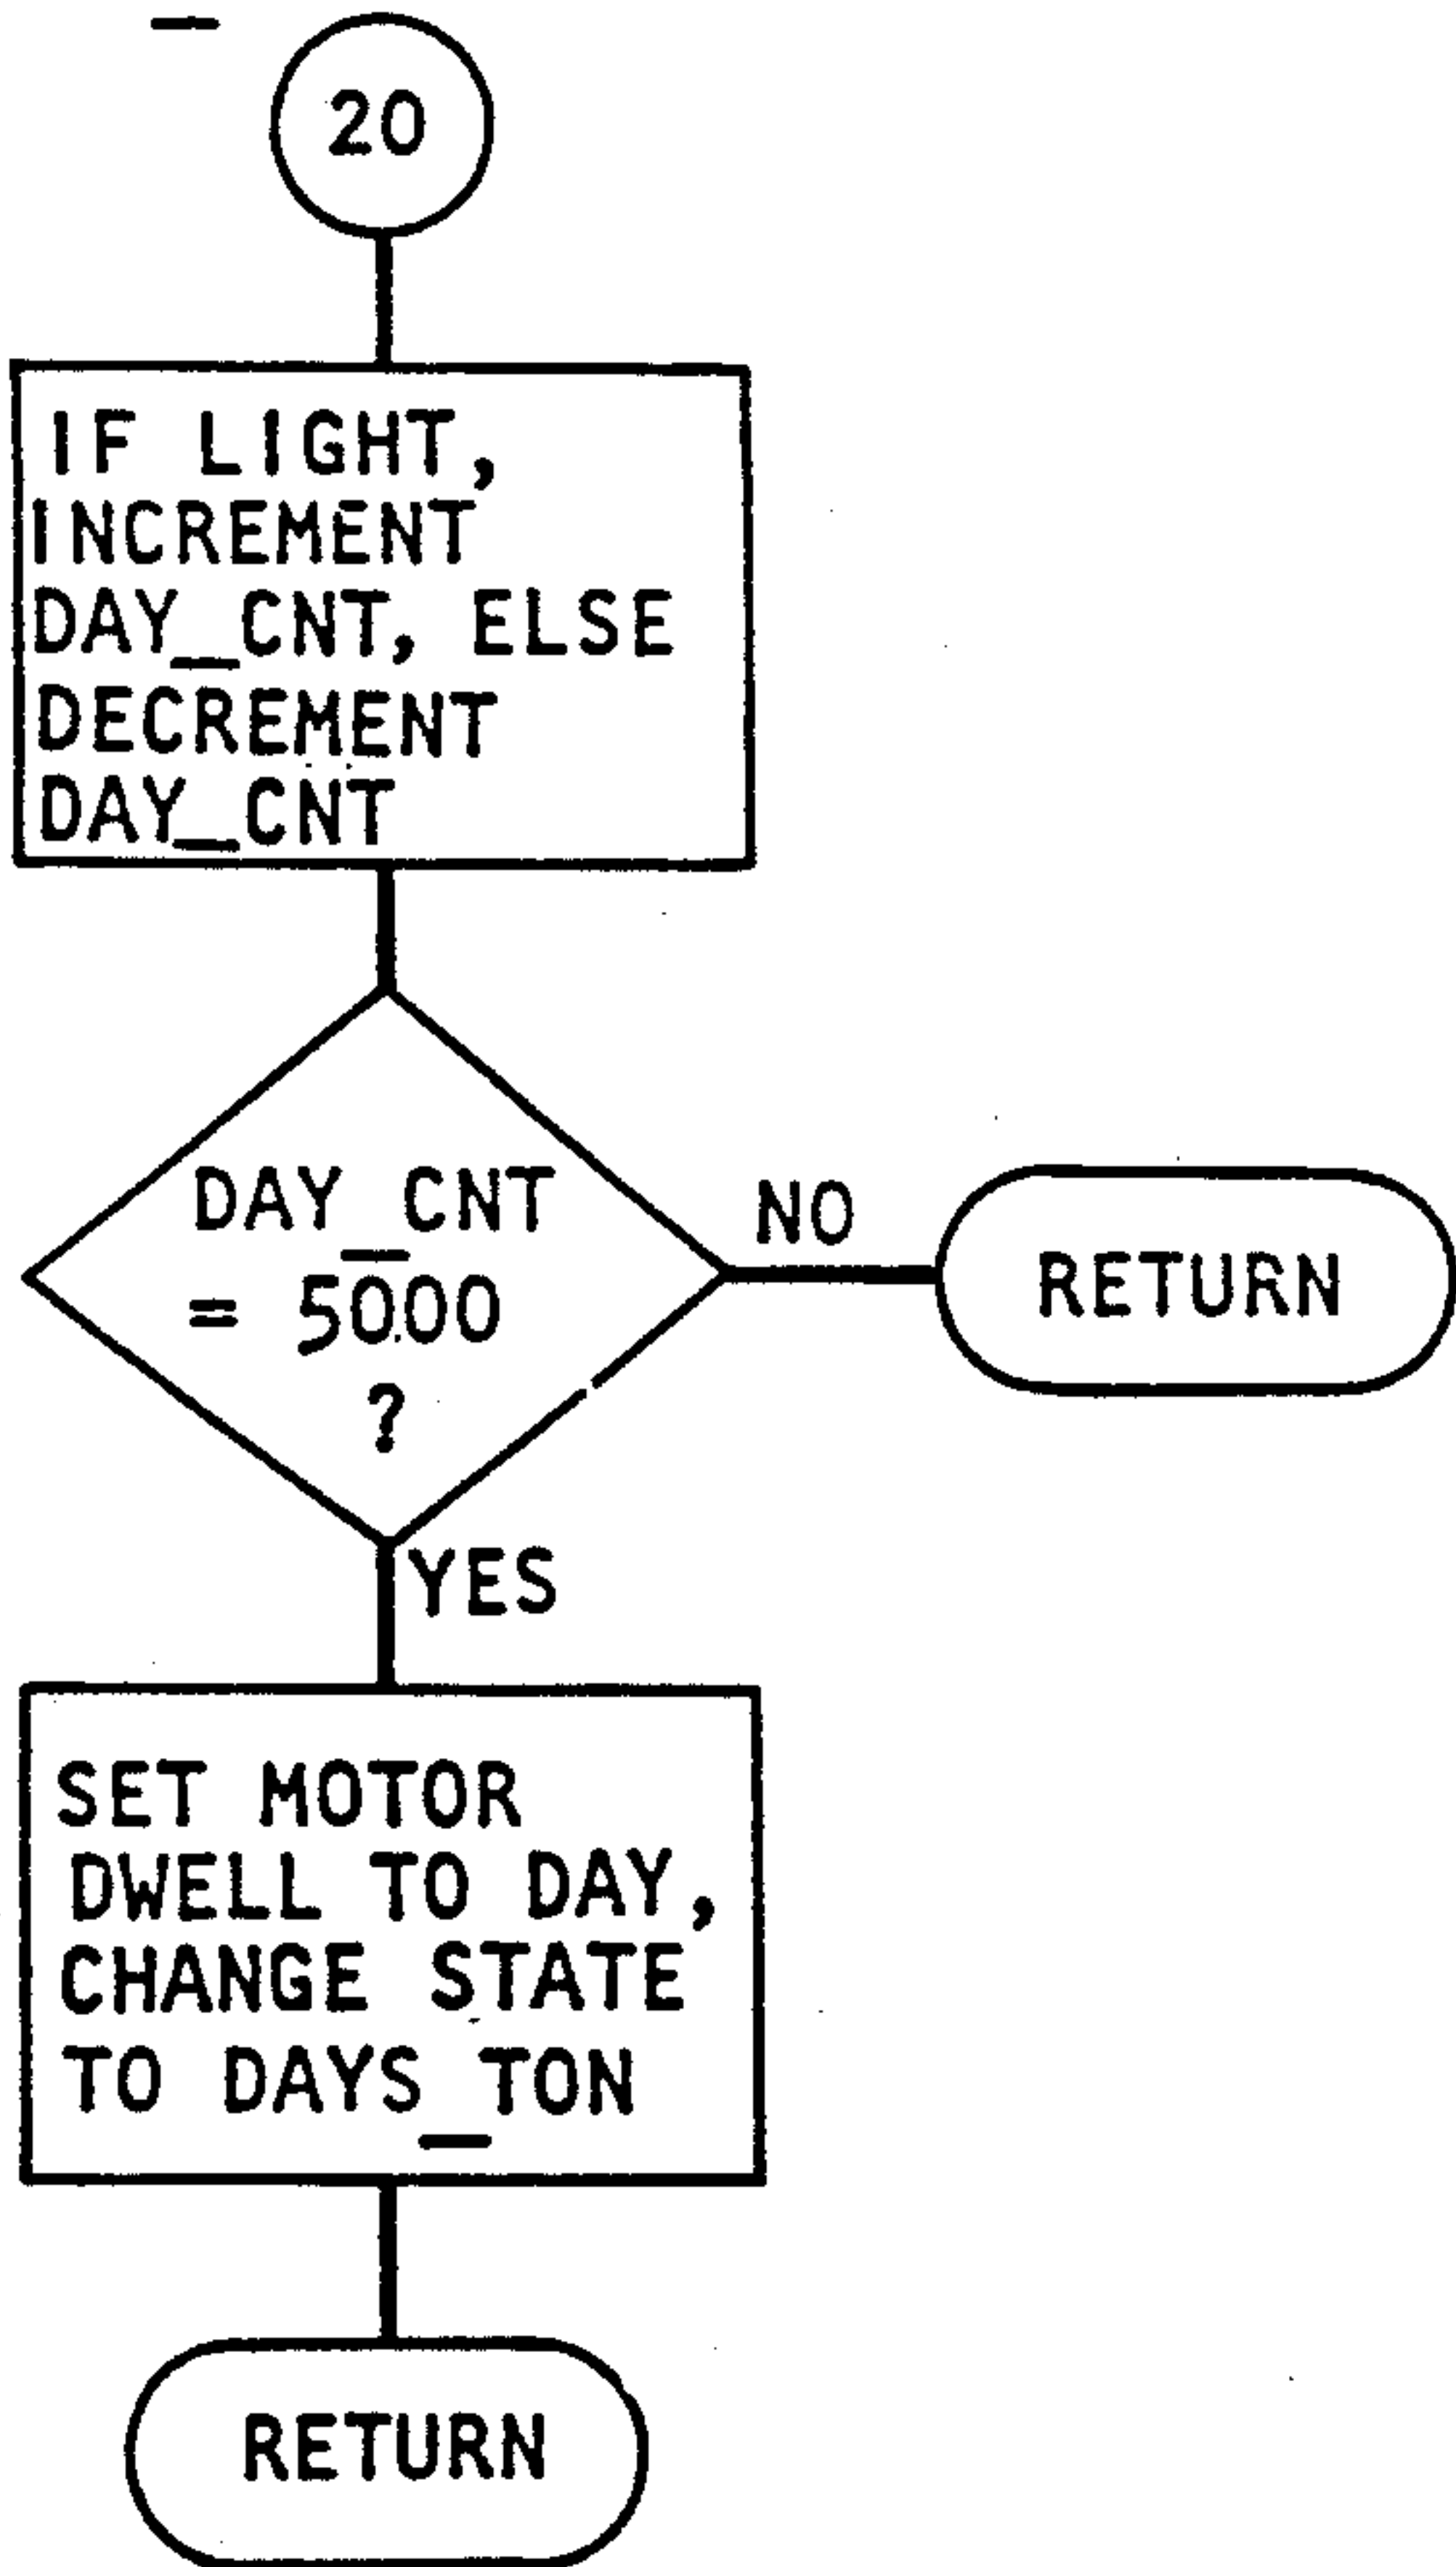 20
IF LIGHT,
INCREMENT
DAY_CNT, ELSE
DECREMENT
DAY_CNT
DAY_CNT
= 5000
?
NO
RETURN
YES
SET MOTOR
DWELL TO DAY,
CHANGE STATE
TO DAYS_TON
RETURN